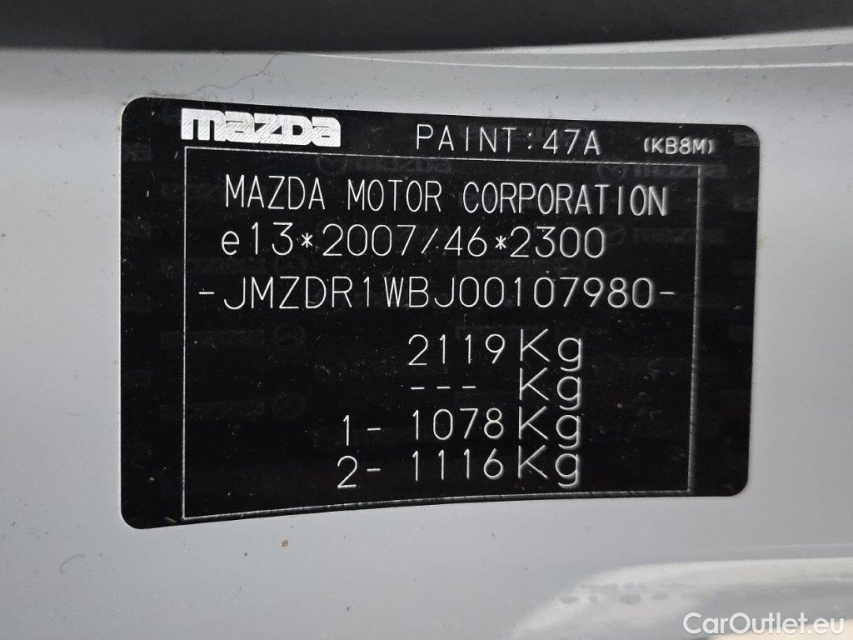 mazda PAINT:47A (KB8M)
MAZDA MOTOR CORPORATION
e13*2007/46*2300
-JMZDR1WBJ00107980-
2119Kg
--- Kg
1- 1078Kg
2- 1116Kg
CarOutlet.eu